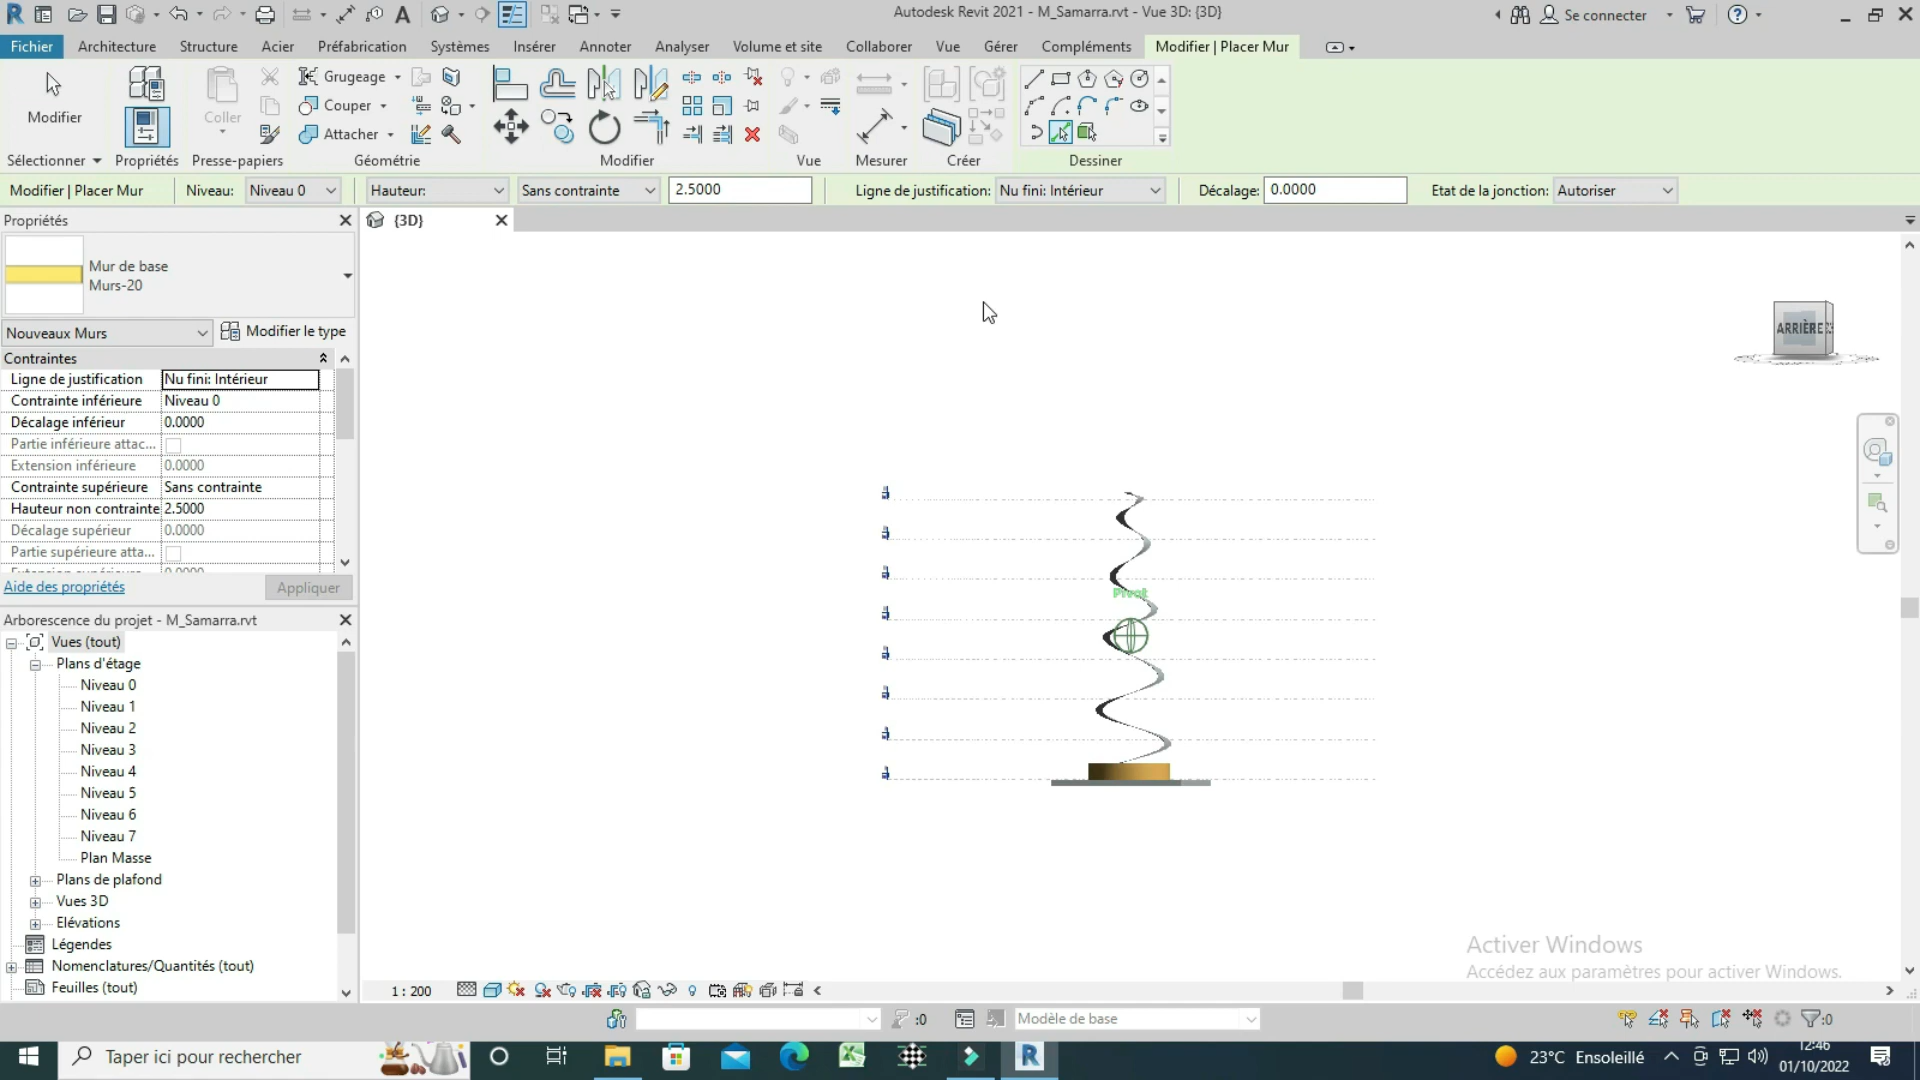 Autodesk Revit 2021 - M_Samarra.rvt - Vue 3D: {3D}
Se connecter
Fichier Architecture Structure Acier Préfabrication Systèmes Insérer Annoter Analyser Volume et site Collaborer Vue Gérer Compléments Modifier | Placer Mur
Modifier
Coller
Grugeage
Couper
Attacher
Sélectionner Propriétés Presse-papiers Géométrie Modifier Vue Mesurer Créer Dessiner
Modifier | Placer Mur Niveau: Niveau 0 Hauteur: Sans contrainte 2.5000 Ligne de justification: Nu fini: Intérieur Décalage: 0.0000 Etat de la jonction: Autoriser
Propriétés
{3D}
Mur de base
Murs-20
Nouveaux Murs Modifier le type
Contraintes
Ligne de justification Nu fini: Intérieur
Contrainte inférieure Niveau 0
Décalage inférieur 0.0000
Partie inférieure attac...
Extension inférieure 0.0000
Contrainte supérieure Sans contrainte
Hauteur non contrainte 2.5000
Décalage supérieur 0.0000
Partie supérieure atta...
Aide des propriétés Appliquer
Arborescence du projet - M_Samarra.rvt
Vues (tout)
Plans d'étage
Niveau 0
Niveau 1
Niveau 2
Niveau 3
Niveau 4
Niveau 5
Niveau 6
Niveau 7
Plan Masse
Plans de plafond
Vues 3D
Elévations
Légendes
Nomenclatures/Quantités (tout)
Feuilles (tout)
ARRIÈRE
Pivot
Activer Windows
Accédez aux paramètres pour activer Windows.
1 : 200
:0
Modèle de base
:0
Taper ici pour rechercher
23°C Ensoleillé
12:46
01/10/2022